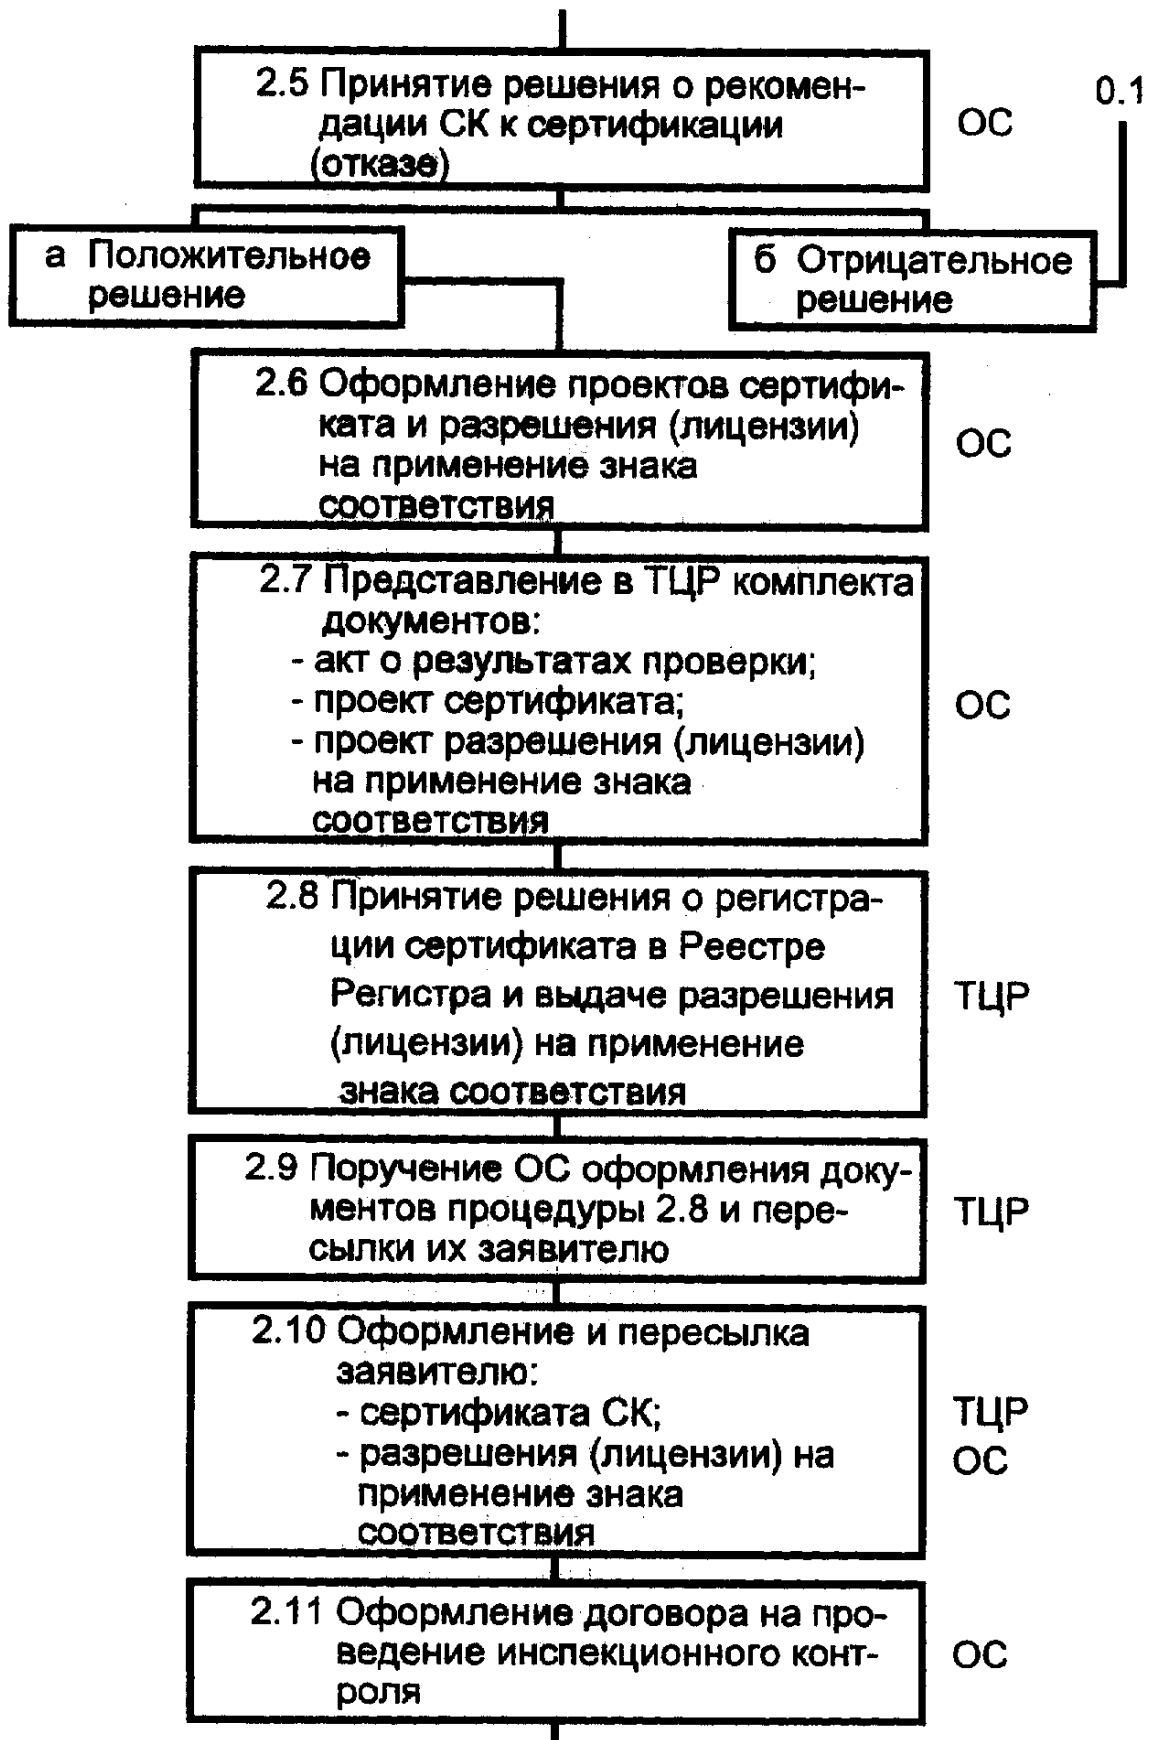 2.5 Принятие решения о рекомен-
дации СК к сертификации
(отказе)
ОС
0.1
а Положительное
решение
б Отрицательное
решение
2.6 Оформление проектов сертифи-
ката и разрешения (лицензии)
на применение знака
соответствия
ОС
2.7 Представление в ТЦР комплекта
документов:
- акт о результатах проверки;
- проект сертификата;
- проект разрешения (лицензии)
на применение знака
соответствия
ОС
2.8 Принятие решения о регистра-
ции сертификата в Реестре
Регистра и выдаче разрешения
(лицензии) на применение
знака соответствия
ТЦР
2.9 Поручение ОС оформления доку-
ментов процедуры 2.8 и пере-
сылки их заявителю
ТЦР
2.10 Оформление и пересылка
заявителю:
- сертификата СК;
- разрешения (лицензии) на
применение знака
соответствия
ТЦР
ОС
2.11 Оформление договора на про-
ведение инспекционного конт-
роля
ОС